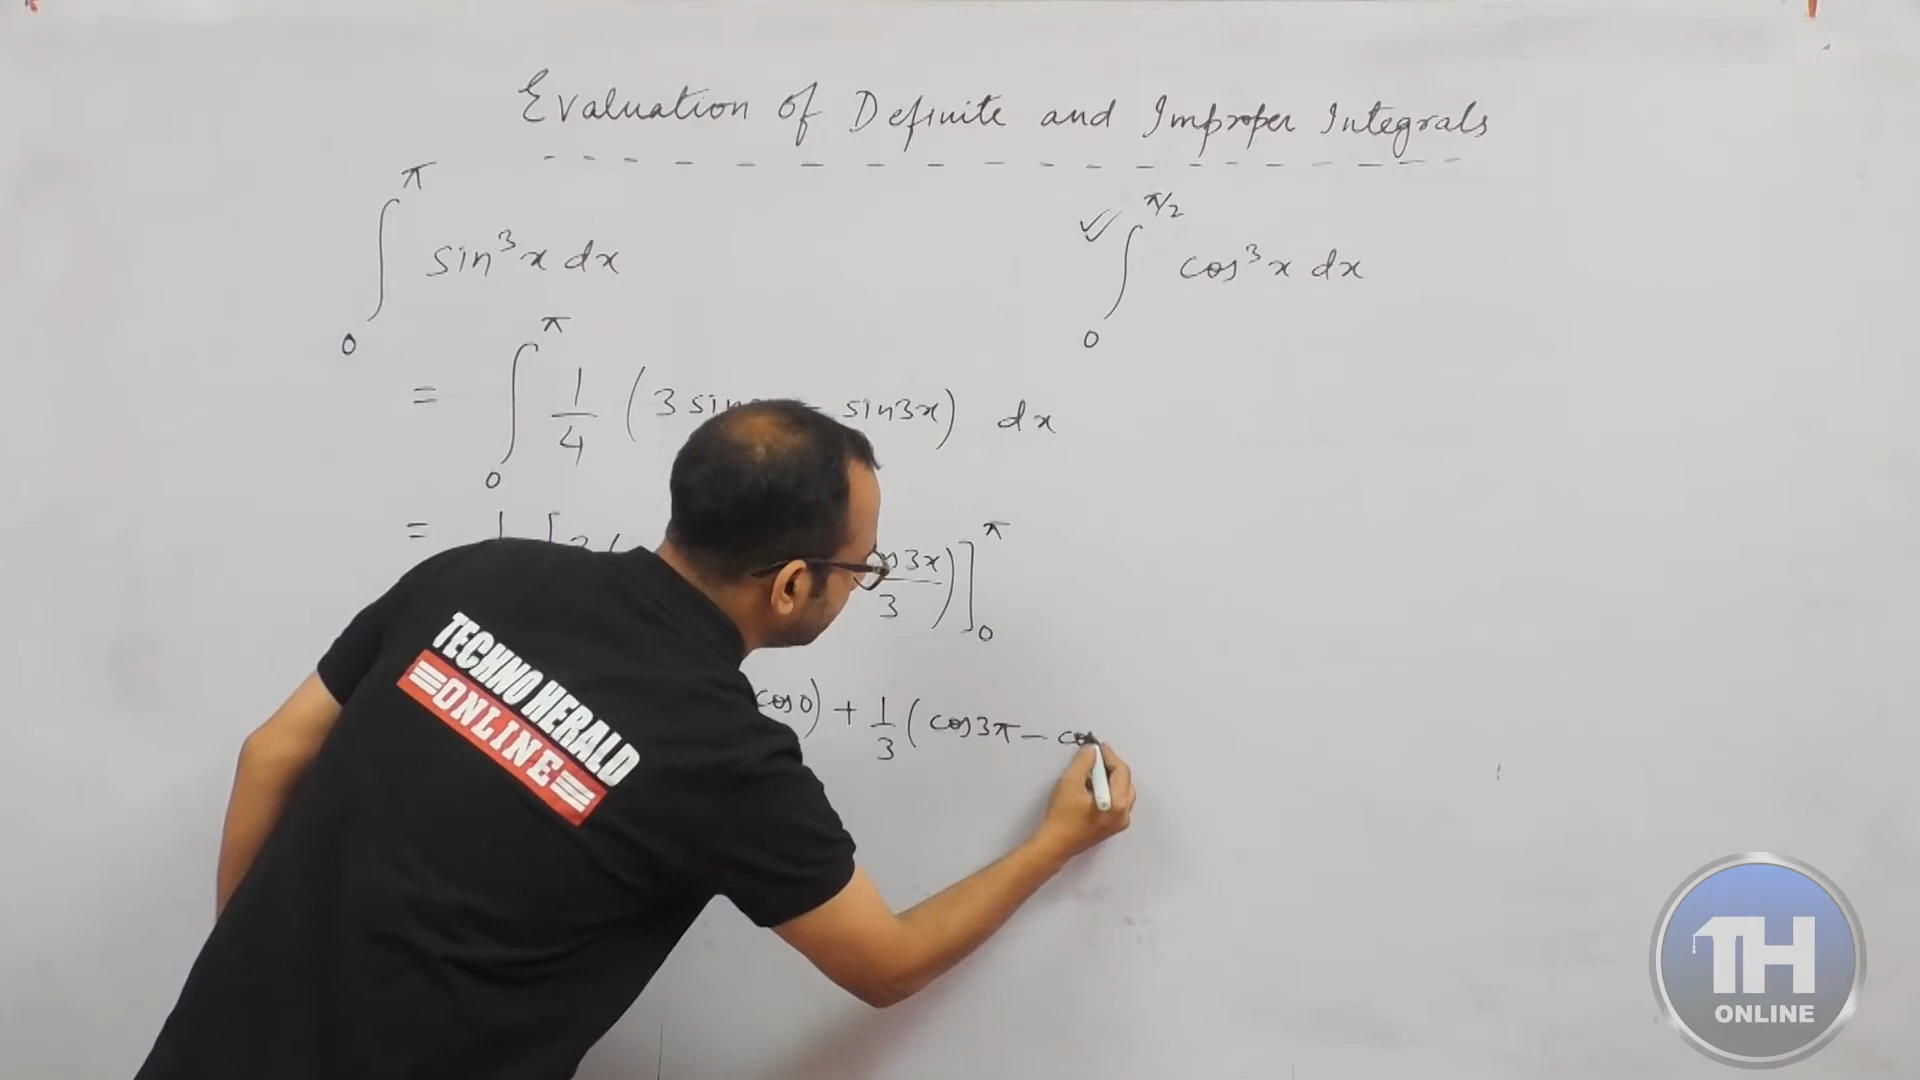 Evaluation of Definite and Improper Integrals
∫₀^π sin³x dx
✓ ∫₀^(π/2) cos³x dx
= ∫₀^π 1/4 (3 sin sin3x) dx
= cos3x/3)]₀^π
cos0) + 1/3 (cos3π − cos
TECHNO HERALD
ONLINE
TH
ONLINE